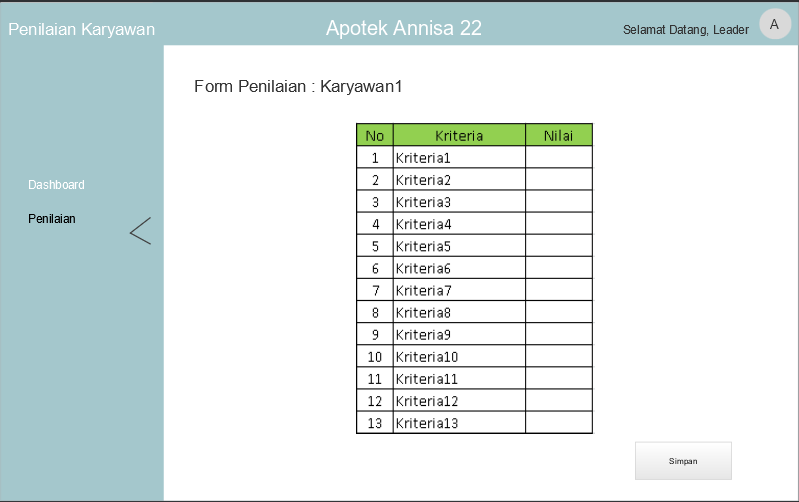 Penilaian Karyawan Apotek Annisa 22 Selamat Datang, Leader A
Form Penilaian : Karyawan1
Dashboard
Penilaian
No Kriteria Nilai
1 Kriteria1
2 Kriteria2
3 Kriteria3
4 Kriteria4
5 Kriteria5
6 Kriteria6
7 Kriteria7
8 Kriteria8
9 Kriteria9
10 Kriteria10
11 Kriteria11
12 Kriteria12
13 Kriteria13
Simpan